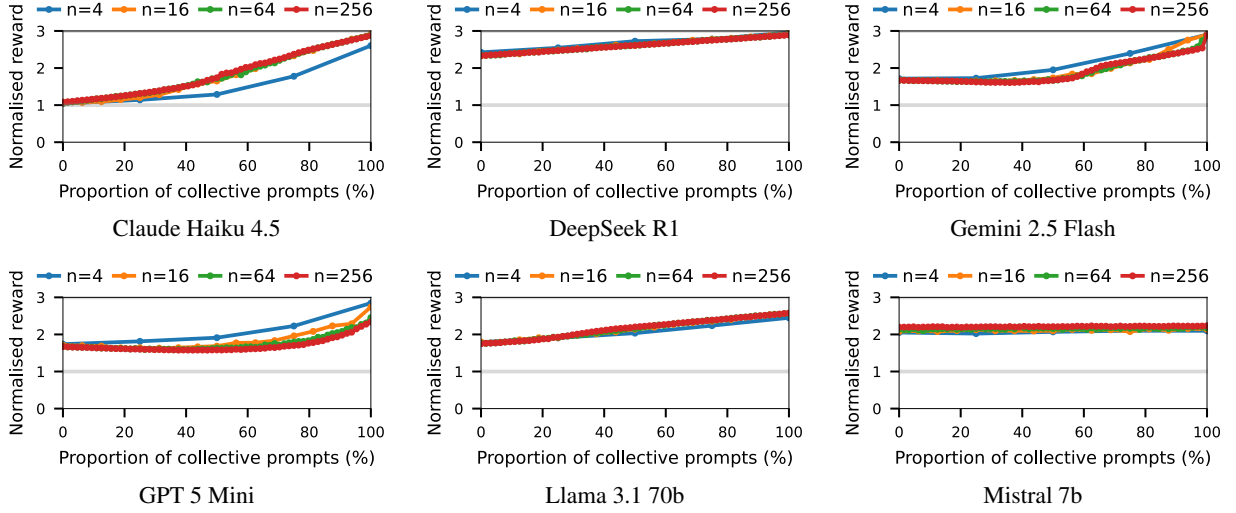 n=4 n=16 n=64 n=256
n=4 n=16 n=64 n=256
n=4 n=16 n=64 n=256
Normalised reward
3
2
1
0
0 20 40 60 80 100
Proportion of collective prompts (%)
Claude Haiku 4.5
Normalised reward
3
2
1
0
0 20 40 60 80 100
Proportion of collective prompts (%)
DeepSeek R1
Normalised reward
3
2
1
0
0 20 40 60 80 100
Proportion of collective prompts (%)
Gemini 2.5 Flash
n=4 n=16 n=64 n=256
n=4 n=16 n=64 n=256
n=4 n=16 n=64 n=256
Normalised reward
3
2
1
0
0 20 40 60 80 100
Proportion of collective prompts (%)
GPT 5 Mini
Normalised reward
3
2
1
0
0 20 40 60 80 100
Proportion of collective prompts (%)
Llama 3.1 70b
Normalised reward
3
2
1
0
0 20 40 60 80 100
Proportion of collective prompts (%)
Mistral 7b